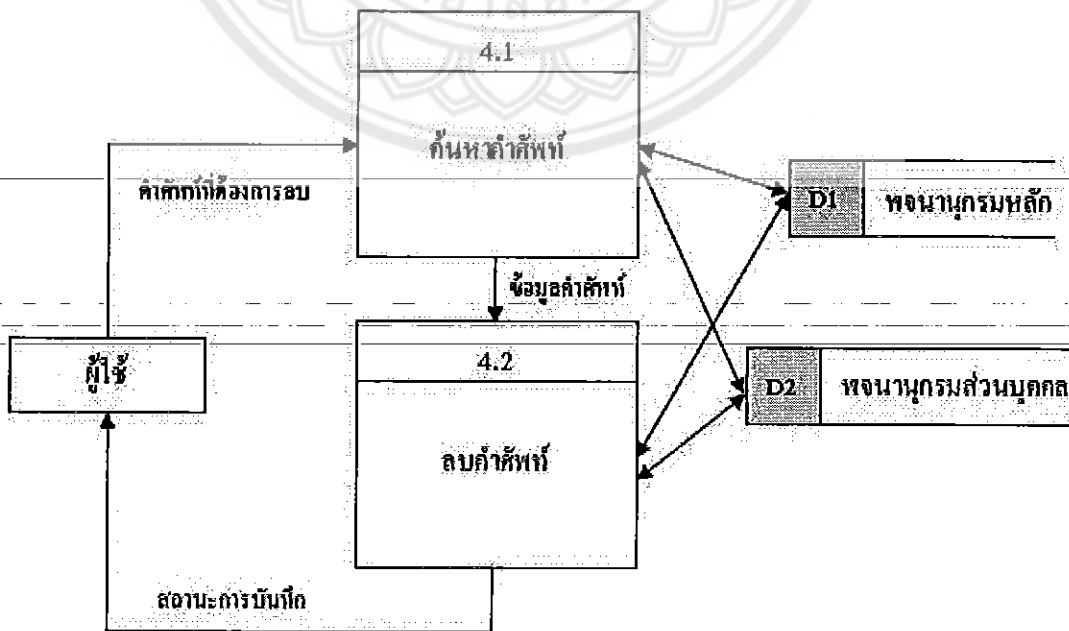 4.1
ค้นหาคำศัพท์
คำศัพท์ที่ต้องการลบ
D1 พจนานุกรมหลัก
ข้อมูลคำศัพท์
ผู้ใช้
4.2
D2 พจนานุกรมส่วนบุคคล
ลบคำศัพท์
สถานะการบันทึก